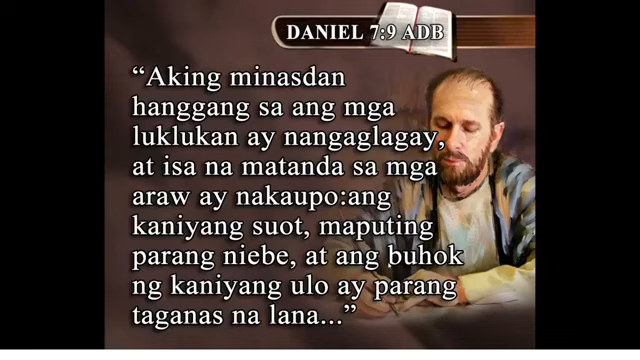 DANIEL 7:9 ADB
“Aking minasdan
hanggang sa ang mga
luklukan ay nangaglagay,
at isa na matanda sa mga
araw ay nakaupo:ang
kaniyang suot, maputing
parang niebe, at ang buhok
ng kaniyang ulo ay parang
taganas na lana...”